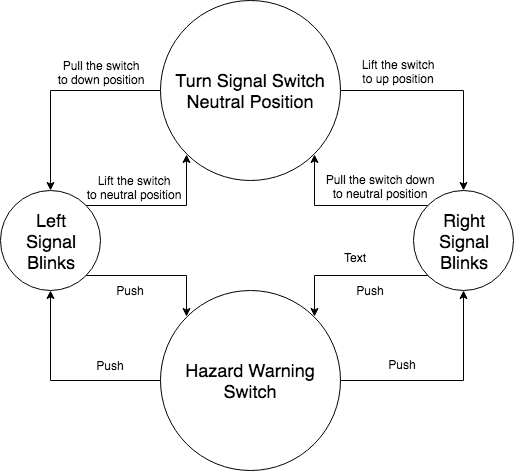 Pull the switch
to down position
Turn Signal Switch
Neutral Position
Lift the switch
to up position
Lift the switch
to neutral position
Pull the switch down
to neutral position
Left
Signal
Blinks
Right
Signal
Blinks
Text
Push
Push
Push
Hazard Warning
Switch
Push